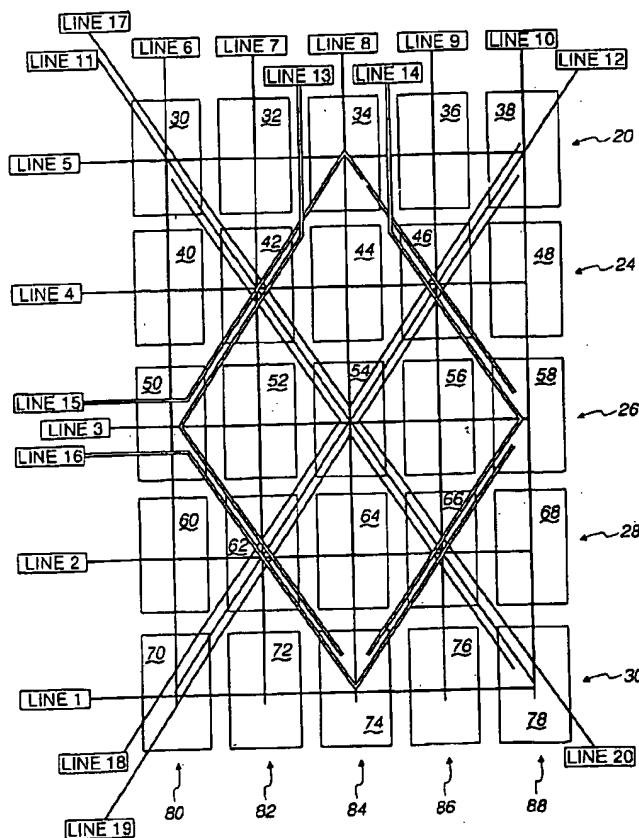 LINE 17
LINE 6
LINE 7
LINE 8
LINE 9
LINE 10
LINE 11
LINE 13
LINE 14
LINE 12
30
32
34
36
38
20
LINE 5
40
42
44
46
48
24
LINE 4
50
52
54
56
58
LINE 15
LINE 3
26
LINE 16
60
62
64
66
68
28
LINE 2
70
72
74
76
78
30
LINE 1
LINE 18
80
82
84
86
88
LINE 20
LINE 19